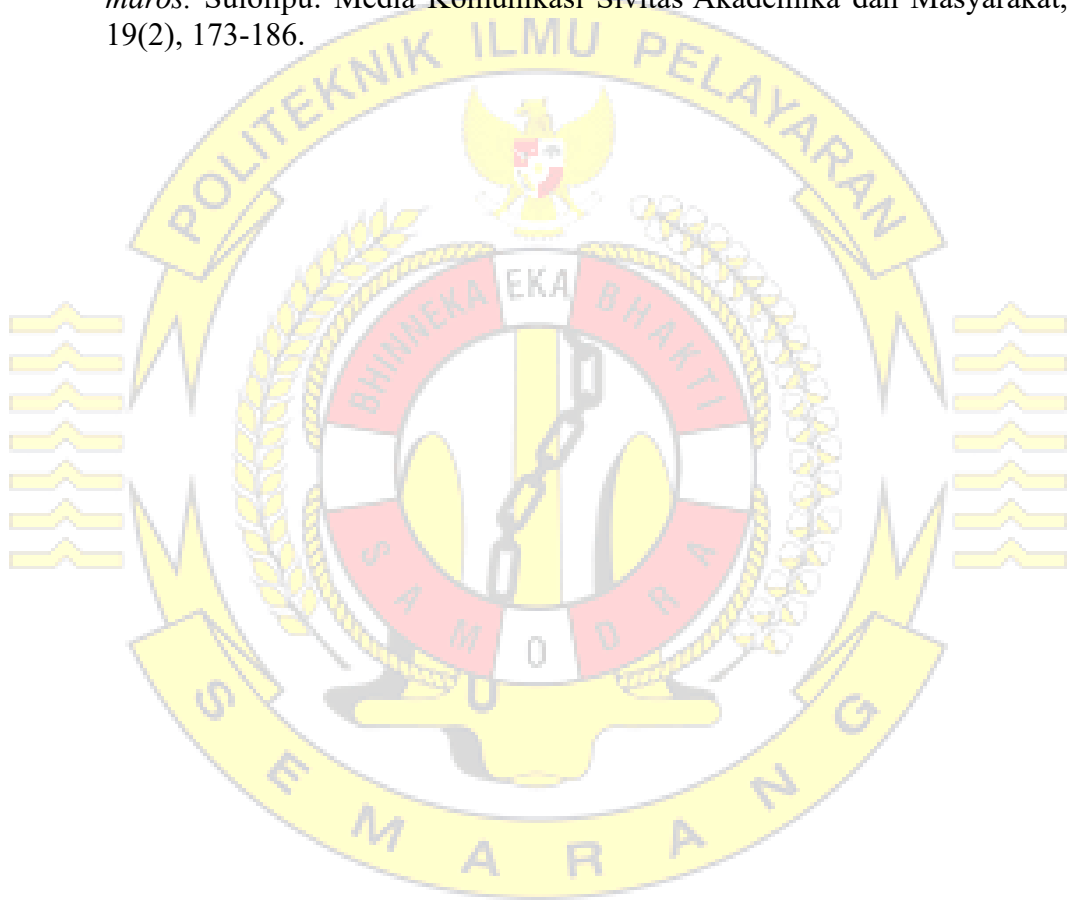 maros. Sulolipu: Media Komunikasi Sivitas Akademika dan Masyarakat,
19(2), 173-186.
POLITEKNIK ILMU PELAYARAN
BHINNEKA EKA BHAKTI
SAMODRA
SEMARANG